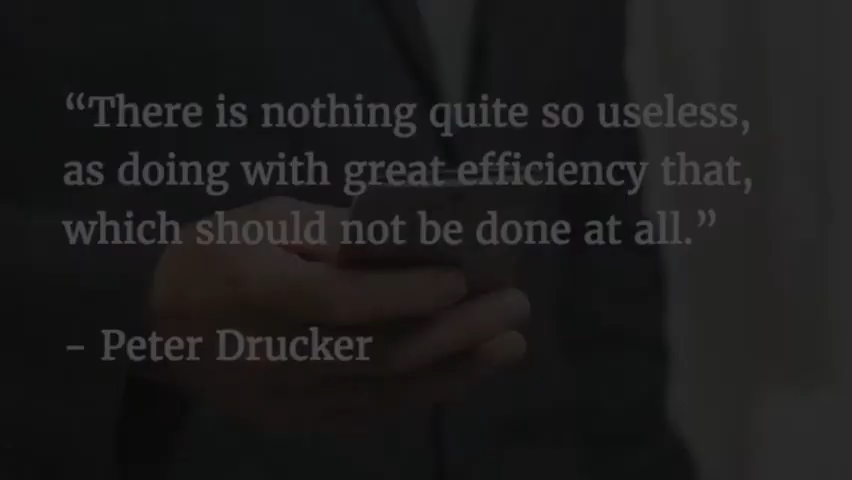 “There is nothing quite so useless,
as doing with great efficiency that,
which should not be done at all.”
– Peter Drucker